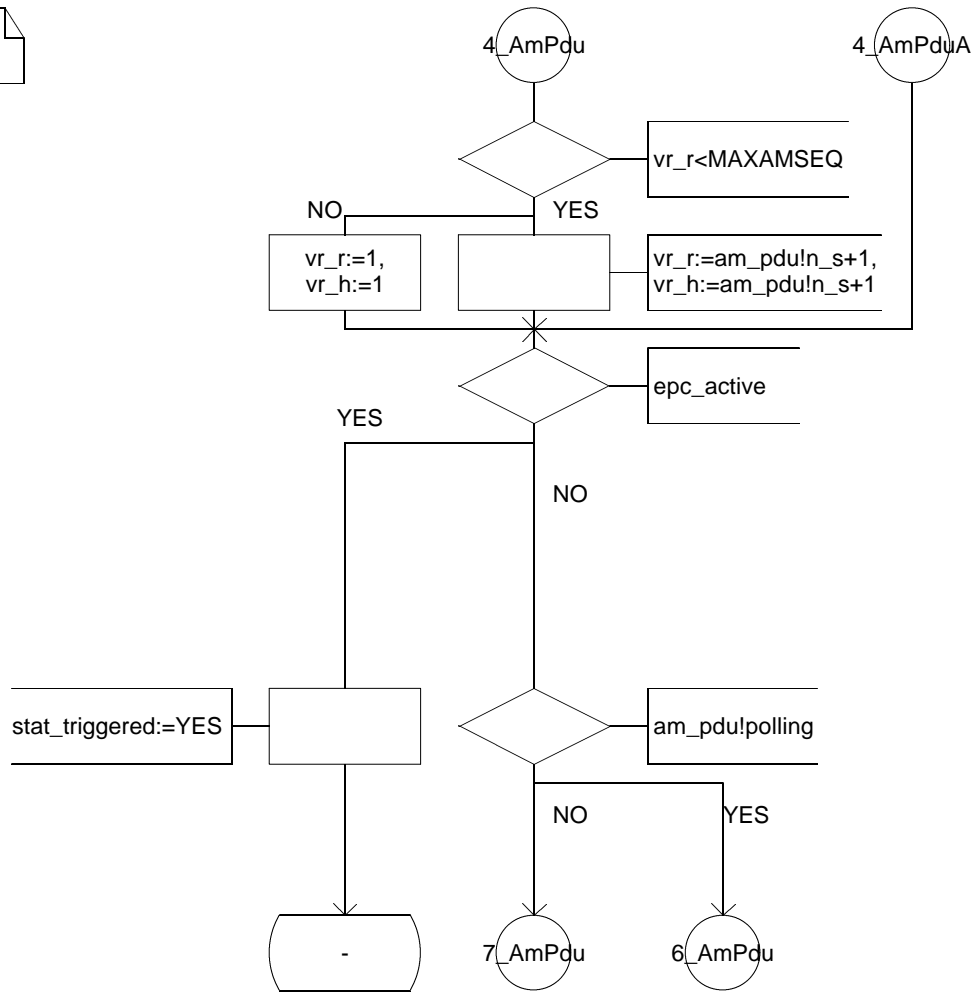 4_AmPdu
4_AmPduA
vr_r<MAXAMSEQ
NO
YES
vr_r:=1,
vr_h:=1
vr_r:=am_pdu!n_s+1,
vr_h:=am_pdu!n_s+1
epc_active
YES
NO
stat_triggered:=YES
am_pdu!polling
NO
YES
-
7_AmPdu
6_AmPdu